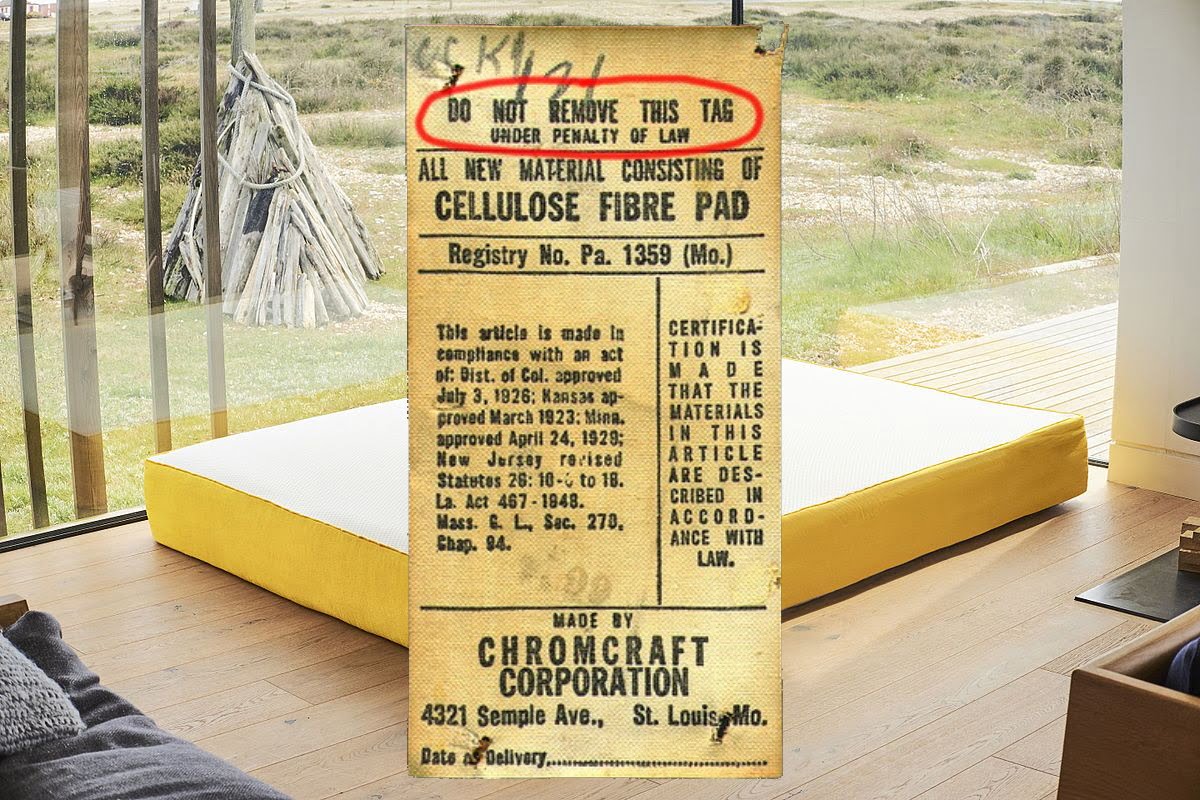 DO NOT REMOVE THIS TAG
UNDER PENALTY OF LAW
ALL NEW MATERIAL CONSISTING OF
CELLULOSE FIBRE PAD
Registry No. Pa. 1359 (Mo.)
This article is made in
compliance with an act
of: Dist. of Col. approved
July 3, 1926; Kansas ap-
proved March 1923; Minn.
approved April 24, 1929;
New Jersey revised
Statutes 26: 10- to 18.
La. Act 467-1948.
Mass. G. L., Sec. 270,
Chap. 94.
CERTIFICA-
TION IS
MADE
THAT THE
MATERIALS
IN THIS
ARTICLE
ARE DES-
CRIBED IN
ACCORD-
ANCE WITH
LAW.
MADE BY
CHROMCRAFT
CORPORATION
4321 Semple Ave., St. Louis, Mo.
Date of Delivery